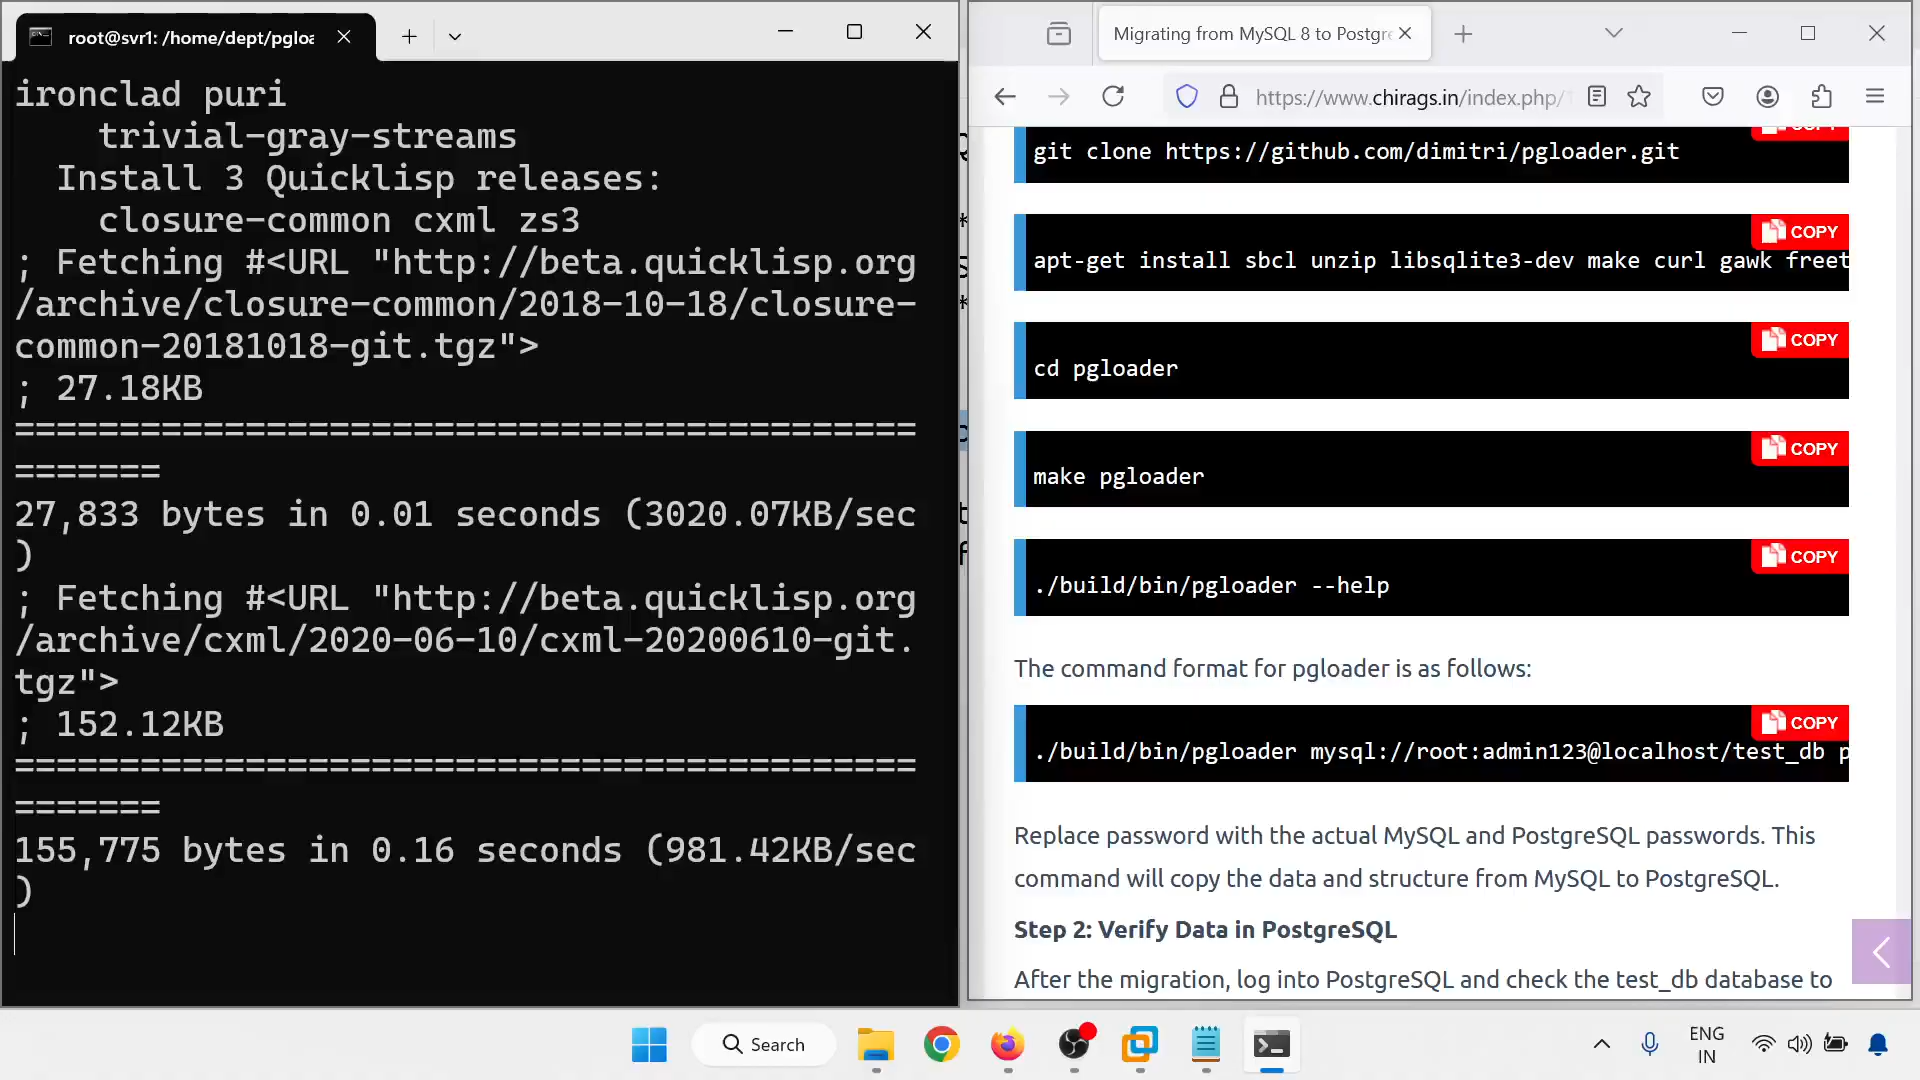 root@svr1: /home/dept/pgloa
ironclad puri
trivial-gray-streams
Install 3 Quicklisp releases:
closure-common cxml zs3
; Fetching #<URL "http://beta.quicklisp.org
/archive/closure-common/2018-10-18/closure-
common-20181018-git.tgz">
; 27.18KB
===========================================
=======
27,833 bytes in 0.01 seconds (3020.07KB/sec
)
; Fetching #<URL "http://beta.quicklisp.org
/archive/cxml/2020-06-10/cxml-20200610-git.
tgz">
; 152.12KB
===========================================
=======
155,775 bytes in 0.16 seconds (981.42KB/sec
)
Migrating from MySQL 8 to Postgre
https://www.chirags.in/index.php/
git clone https://github.com/dimitri/pgloader.git
COPY
apt-get install sbcl unzip libsqlite3-dev make curl gawk freet
COPY
cd pgloader
COPY
make pgloader
COPY
./build/bin/pgloader --help
The command format for pgloader is as follows:
COPY
./build/bin/pgloader mysql://root:admin123@localhost/test_db p
Replace password with the actual MySQL and PostgreSQL passwords. This
command will copy the data and structure from MySQL to PostgreSQL.
Step 2: Verify Data in PostgreSQL
After the migration, log into PostgreSQL and check the test_db database to
Search
ENG
IN